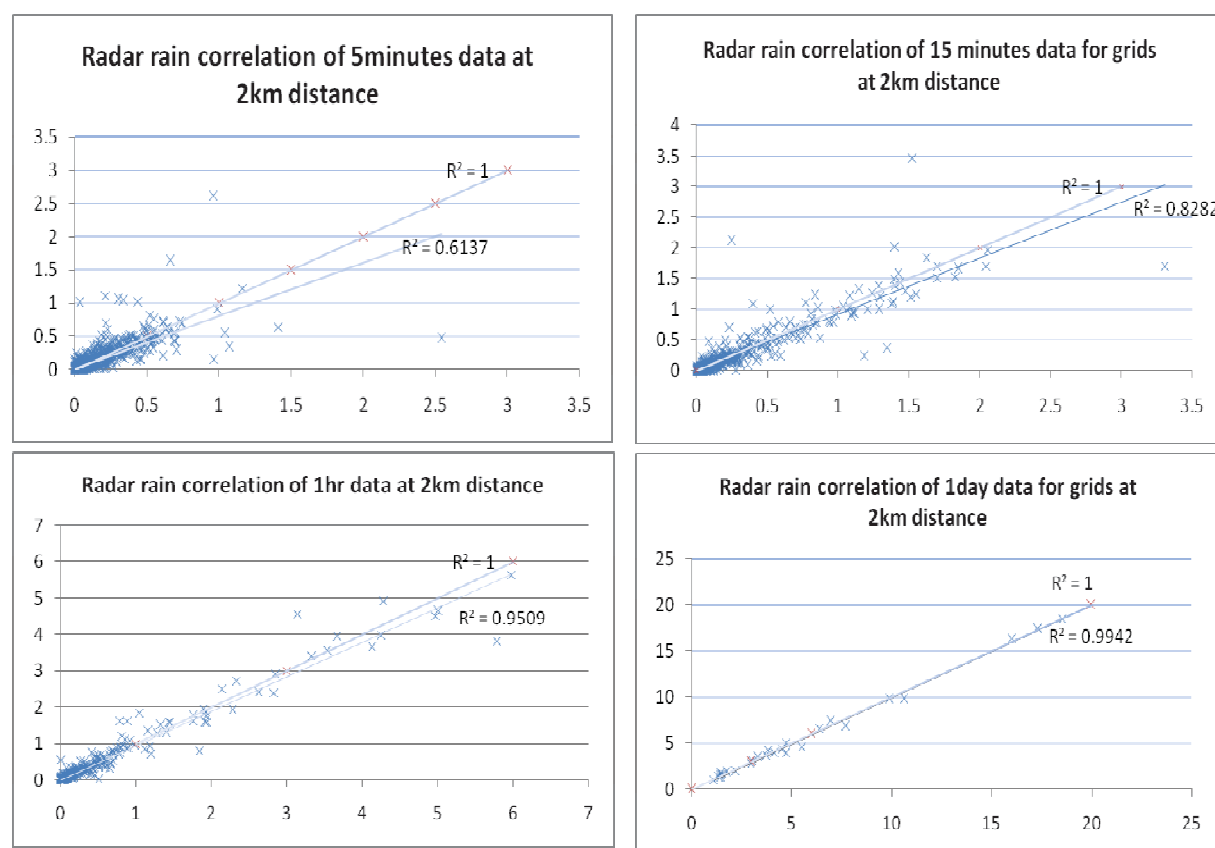 Radar rain correlation of 5minutes data at
2km distance
3.5
3
2.5
2
1.5
1
0.5
0
R² = 1
R² = 0.6137
0 0.5 1 1.5 2 2.5 3 3.5
Radar rain correlation of 15 minutes data for grids
at 2km distance
4
3.5
3
2.5
2
1.5
1
0.5
0
R² = 1
R² = 0.8282
0 0.5 1 1.5 2 2.5 3 3.5
Radar rain correlation of 1hr data at 2km distance
7
6
5
4
3
2
1
0
R² = 1
R² = 0.9509
0 1 2 3 4 5 6 7
Radar rain correlation of 1day data for grids at
2km distance
25
20
15
10
5
0
R² = 1
R² = 0.9942
0 5 10 15 20 25